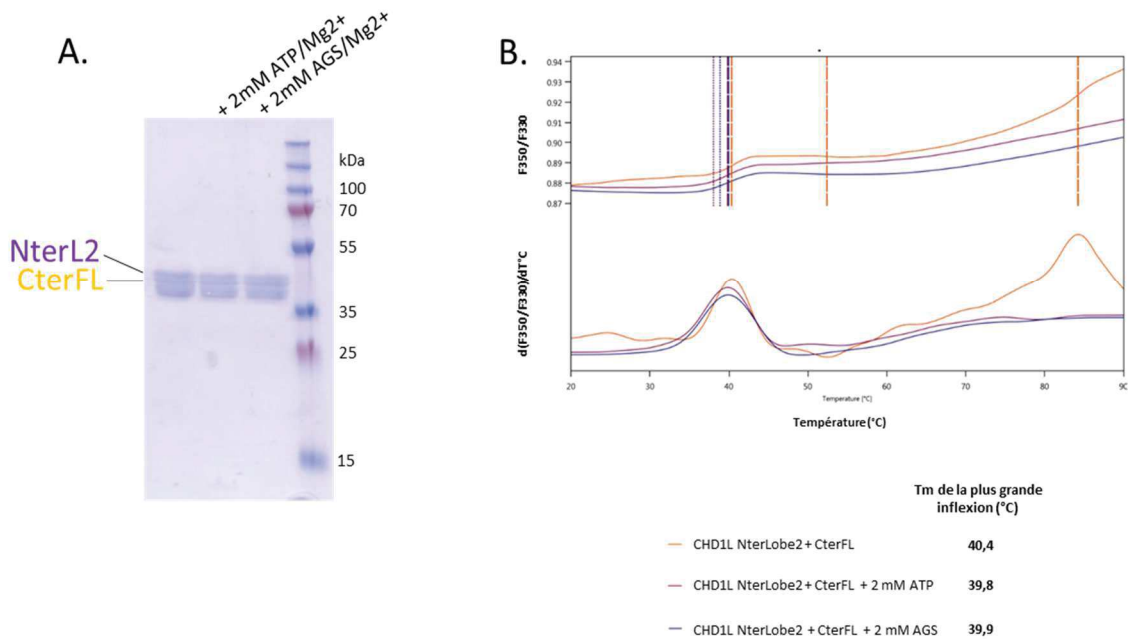 A.
+ 2mM ATP/Mg2+
+ 2mM AGS/Mg2+
kDa
100
70
55
35
25
15
NterL2
CterFL
B.
F350/F330
0.94
0.93
0.92
0.91
0.90
0.89
0.88
0.87
d(F350/F330)/dT°C
20
30
40
50
60
70
80
90
Temperature (°C)
Température (°C)
Tm de la plus grande
inflexion (°C)
CHD1L NterLobe2 + CterFL 40,4
CHD1L NterLobe2 + CterFL + 2 mM ATP 39,8
CHD1L NterLobe2 + CterFL + 2 mM AGS 39,9